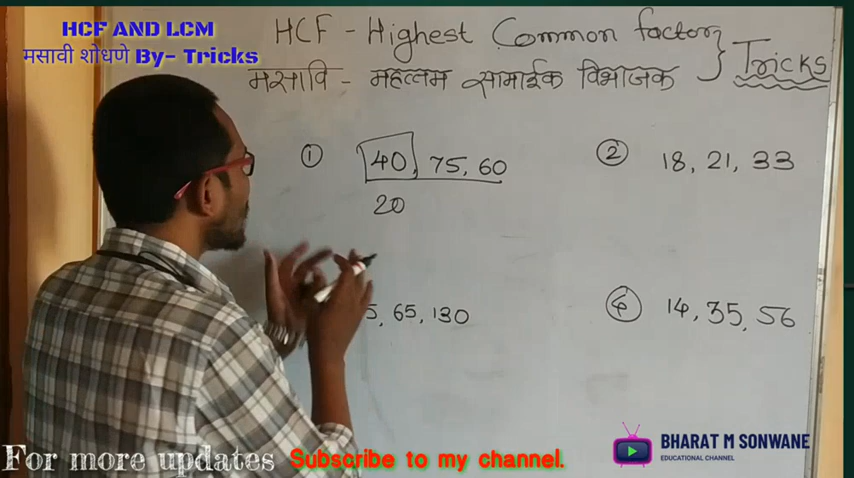 HCF AND LCM
मसावी शोधणे By- Tricks
HCF - Highest Common factor } Tricks
मसावि - महत्तम सामाईक विभाजक
① 40, 75, 60
20
② 18, 21, 33
5, 65, 130
④ 14, 35, 56
BHARAT M SONWANE
EDUCATIONAL CHANNEL
For more updates Subscribe to my channel.